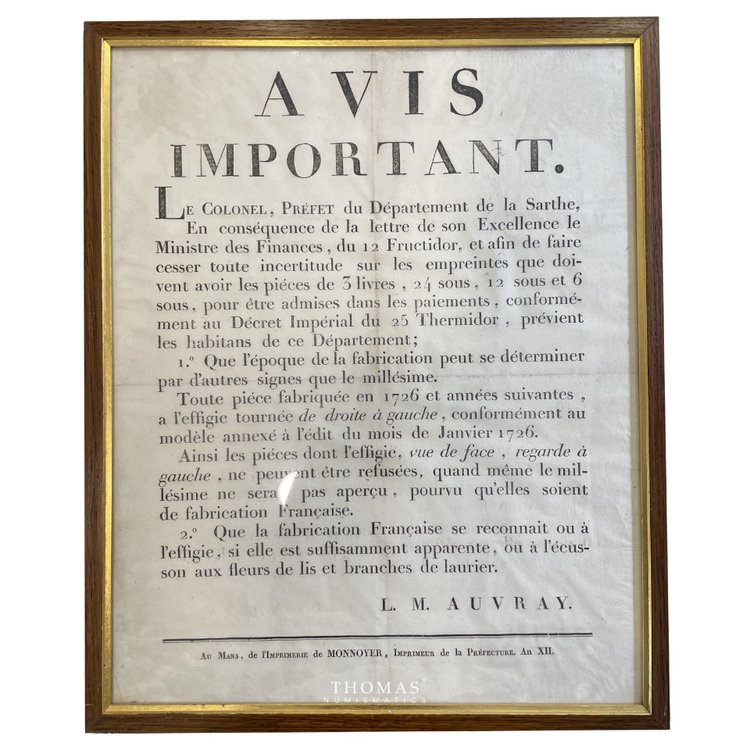 AVIS
IMPORTANT.
LE COLONEL, PRÉFET du Département de la Sarthe,
En conséquence de la lettre de son Excellence le
Ministre des Finances, du 12 Fructidor, et afin de faire
cesser toute incertitude sur les empreintes que doi-
vent avoir les piéces de 3 livres, 24 sous, 12 sous et 6
sous, pour être admises dans les paiements, conformé-
ment au Décret Impérial du 25 Thermidor, prévient
les habitans de ce Département;
1.º Que l'époque de la fabrication peut se déterminer
par d'autres signes que le millésime.
Toute piéce fabriquée en 1726 et années suivantes,
a l'effigie tournée de droite à gauche, conformément au
modèle annexé à l'édit du mois de Janvier 1726.
Ainsi les piéces dont l'effigie, vue de face, regarde à
gauche, ne peuvent être refusées, quand même le mil-
lésime ne serait pas aperçu, pourvu qu'elles soient
de fabrication Française.
2.º Que la fabrication Française se reconnait ou à
l'effigie, si elle est suffisamment apparente, ou à l'écus-
son aux fleurs de lis et branches de laurier.
L. M. AUVRAY.
AU MANS, de l'IMPRIMERIE de MONNOYER, IMPRIMEUR de la PRÉFECTURE. An XII.
THOMAS
NUMISMATICS